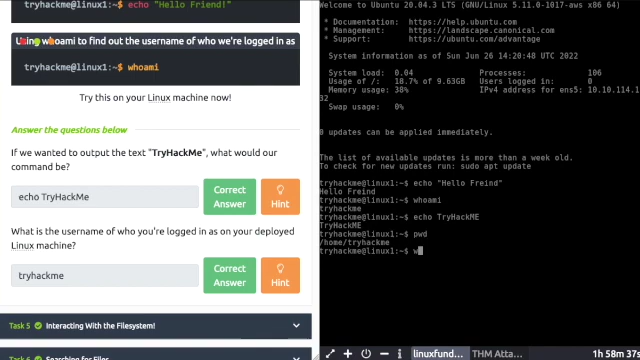 echo "Hello Friend!"
Using whoami to find out the username of who we're logged in as
tryhackme@linux1:~$ whoami
Try this on your Linux machine now!
Answer the questions below
If we wanted to output the text "TryHackMe", what would our command be?
echo TryHackMe
Correct Answer
Hint
What is the username of who you're logged in as on your deployed Linux machine?
tryhackme
Correct Answer
Hint
Task 5 Interacting With the Filesystem!
Task 6 Searching for Files
Welcome to Ubuntu 20.04.3 LTS (GNU/Linux 5.11.0-1017-aws x86_64)
* Documentation: https://help.ubuntu.com
* Management: https://landscape.canonical.com
* Support: https://ubuntu.com/advantage
System information as of Sun Jun 26 14:20:48 UTC 2022
System load: 0.04 Processes: 106
Usage of /: 18.7% of 9.63GB Users logged in: 0
Memory usage: 38% IPv4 address for ens5: 10.10.114.1
32
Swap usage: 0%
0 updates can be applied immediately.
The list of available updates is more than a week old.
To check for new updates run: sudo apt update
tryhackme@linux1:~$ echo "Hello Freind"
Hello Freind
tryhackme@linux1:~$ whoami
tryhackme
tryhackme@linux1:~$ echo TryHackME
TryHackME
tryhackme@linux1:~$ pwd
/home/tryhackme
tryhackme@linux1:~$ w
linuxfund...
THM Atta...
1h 58m 37s